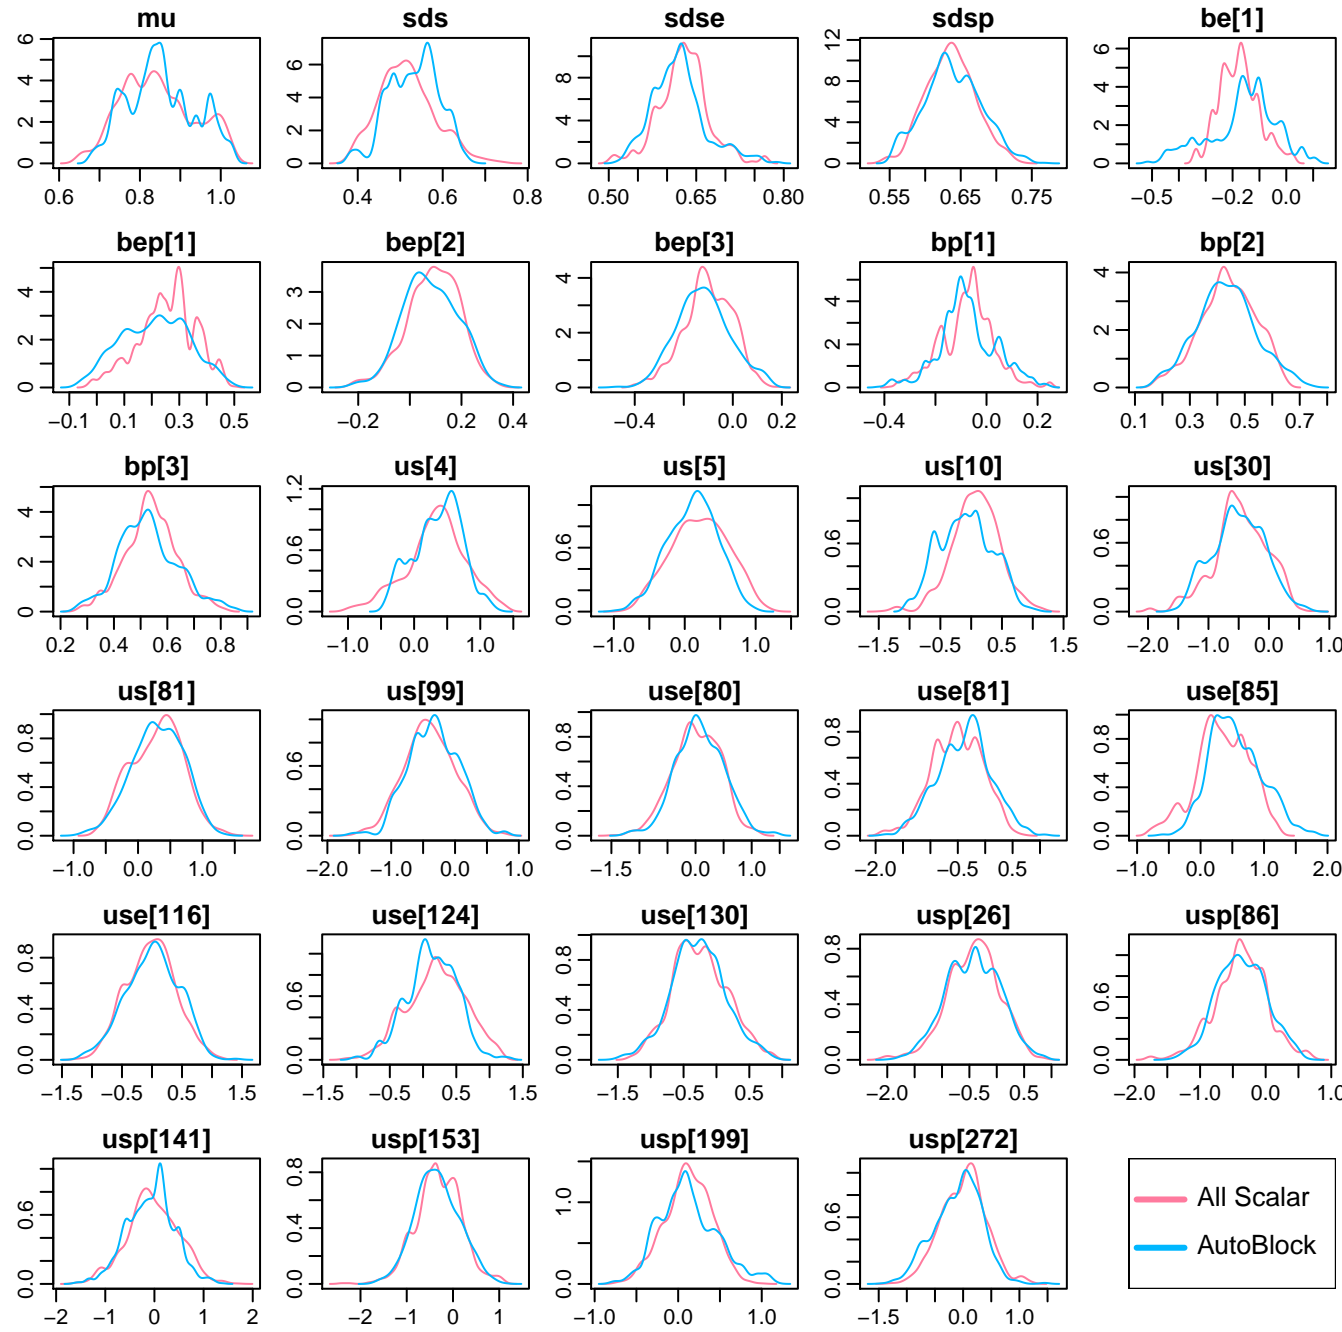 mu sds sdse sdsp be[1]
0 2 4 6
0.6 0.8 1.0
0 2 4 6
0.4 0.6 0.8
0 4 8
0.50 0.65 0.80
0 4 8 12
0.55 0.65 0.75
0 2 4 6
−0.5 −0.2 0.0
bep[1] bep[2] bep[3] bp[1] bp[2]
0 2 4
−0.1 0.1 0.3 0.5
0 1 2 3
−0.2 0.2 0.4
0 2 4
−0.4 0.0 0.2
0 2 4
−0.4 0.0 0.2
0 2 4
0.1 0.3 0.5 0.7
bp[3] us[4] us[5] us[10] us[30]
0 2 4
0.2 0.4 0.6 0.8
0.0 0.6 1.2
−1.0 0.0 1.0
0.0 0.6
−1.0 0.0 1.0
0.0 0.6
−1.5 −0.5 0.5 1.5
0.0 0.6
−2.0 −1.0 0.0 1.0
us[81] us[99] use[80] use[81] use[85]
0.0 0.4 0.8
−1.0 0.0 1.0
0.0 0.6
−2.0 −1.0 0.0 1.0
0.0 0.4 0.8
−1.5 0.0 1.0
0.0 0.4 0.8
−2.0 −0.5 0.5
0.0 0.4 0.8
−1.0 0.0 1.0 2.0
use[116] use[124] use[130] usp[26] usp[86]
0.0 0.4 0.8
−1.5 −0.5 0.5 1.5
0.0 0.6
−1.5 −0.5 0.5 1.5
0.0 0.4 0.8
−1.5 0.0 1.0
0.0 0.4 0.8
−2.0 −0.5 0.5
0.0 0.6
−2.0 −1.0 0.0 1.0
usp[141] usp[153] usp[199] usp[272]
0.0 0.6
−2 −1 0 1 2
0.0 0.4 0.8
−2 −1 0 1
0.0 1.0
−1.0 0.0 1.0
0.0 0.6
−1.5 0.0 1.0
All Scalar
AutoBlock